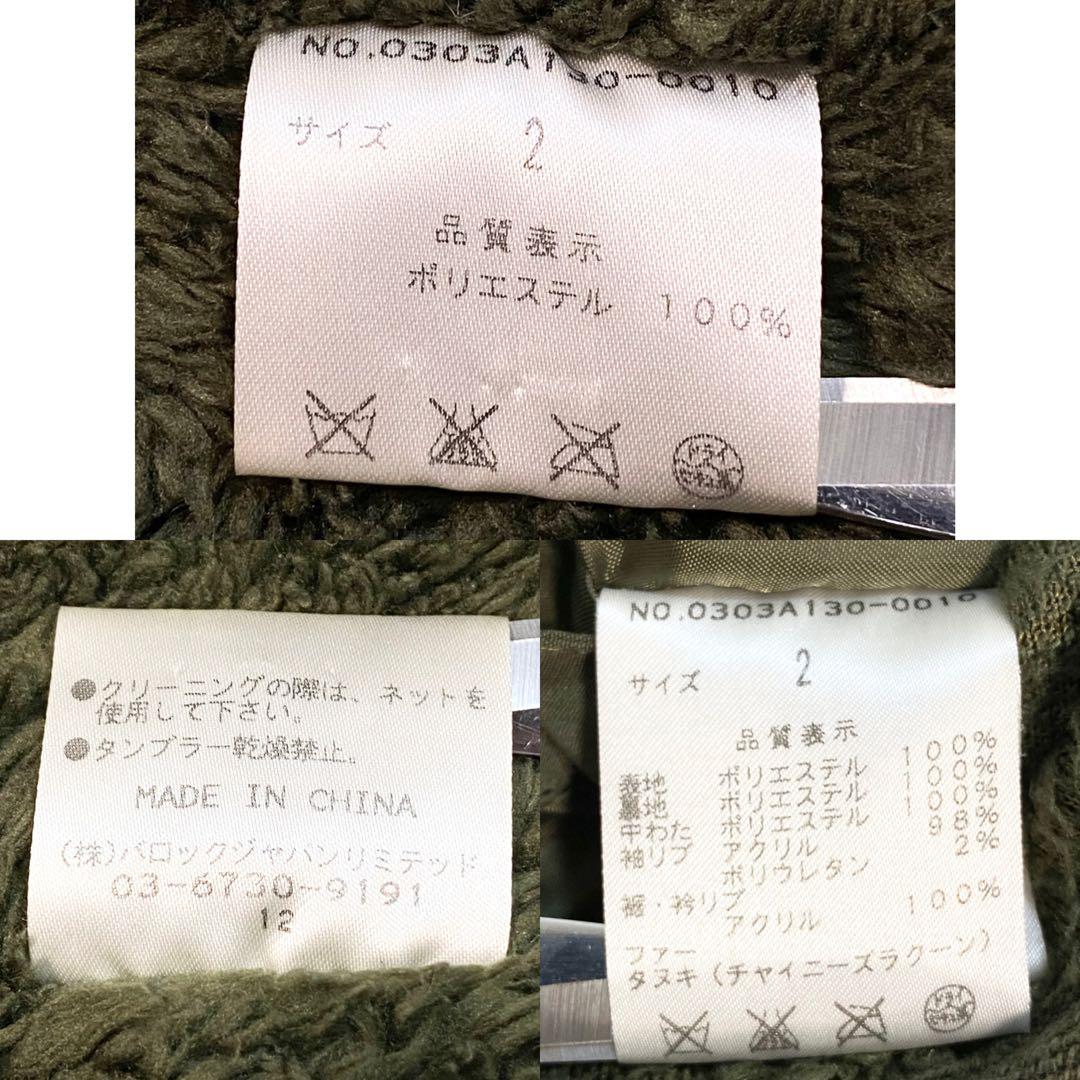 NO.0303A130-0010
サイズ 2
品質表示
ポリエステル 100%
ドライ
●クリーニングの際は、ネットを
使用して下さい。
●タンブラー乾燥禁止。
MADE IN CHINA
(株)バロックジャパンリミテッド
03-6730-9191
12
NO.0303A130-0010
サイズ 2
品質表示
表地 ポリエステル 100%
裏地 ポリエステル 100%
中わた ポリエステル 100%
袖リブ アクリル 98%
ポリウレタン 2%
裾・衿リブ
アクリル 100%
ファー
タヌキ(チャイニーズラクーン)
ドライ